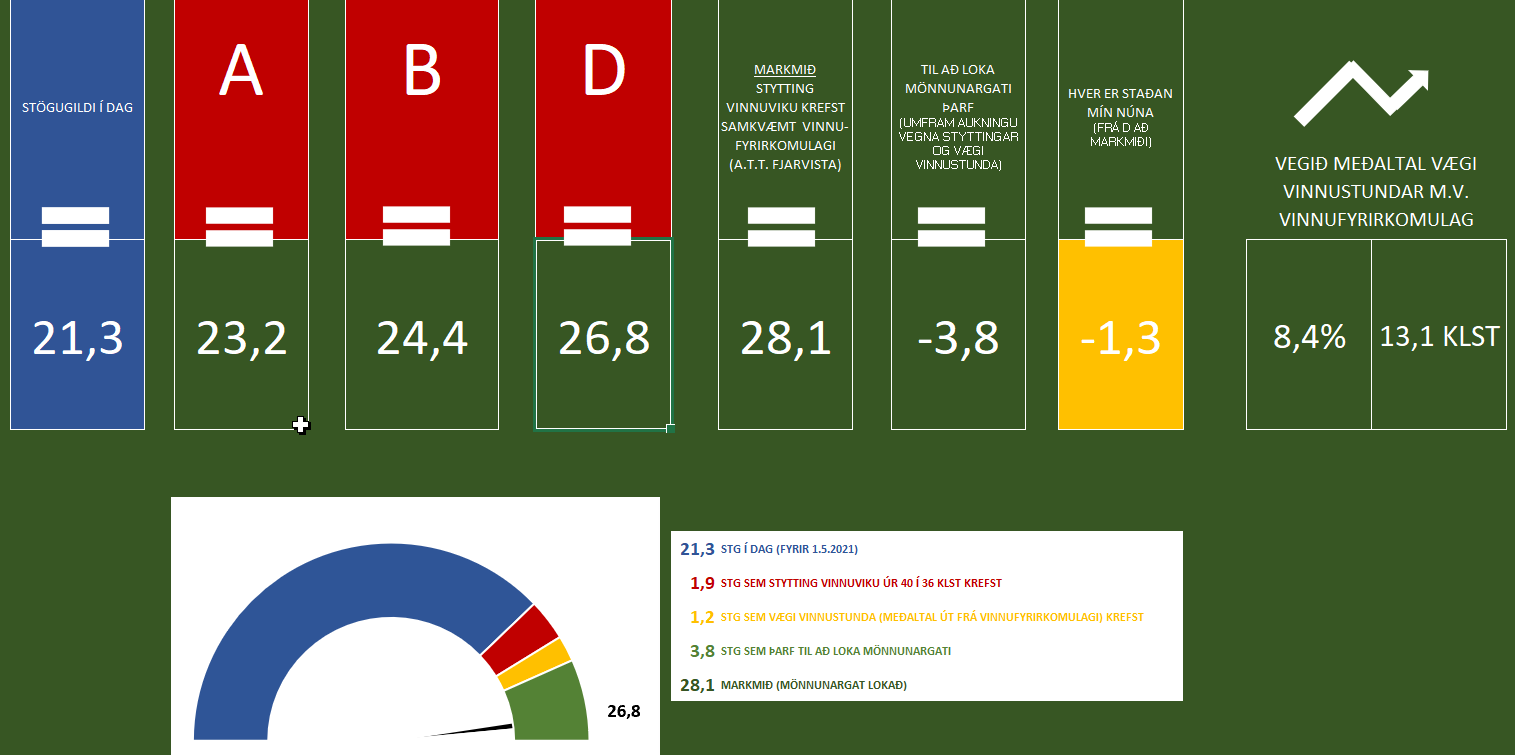 STÖGUGILDI Í DAG
A
B
D
MARKMIÐ
STYTTING
VINNUVIKU KREFST
SAMKVÆMT VINNU-
FYRIRKOMULAGI
(A.T.T. FJARVISTA)
TIL AÐ LOKA
MÖNNUNARGATI
ÞARF
(UMFRAM AUKNINGU
VEGNA STYTTINGAR
OG VÆGI
VINNUSTUNDA)
HVER ER STAÐAN
MÍN NÚNA
(FRÁ D AÐ
MARKMIÐI)
VEGIÐ MEÐALTAL VÆGI
VINNUSTUNDAR M.V.
VINNUFYRIRKOMULAG
21,3
23,2
24,4
26,8
28,1
-3,8
-1,3
8,4%
13,1 KLST
26,8
21,3 STG Í DAG (FYRIR 1.5.2021)
1,9 STG SEM STYTTING VINNUVIKU ÚR 40 Í 36 KLST KREFST
1,2 STG SEM VÆGI VINNUSTUNDA (MEÐALTAL ÚT FRÁ VINNUFYRIRKOMULAGI) KREFST
3,8 STG SEM ÞARF TIL AÐ LOKA MÖNNUNARGATI
28,1 MARKMIÐ (MÖNNUNARGAT LOKAÐ)